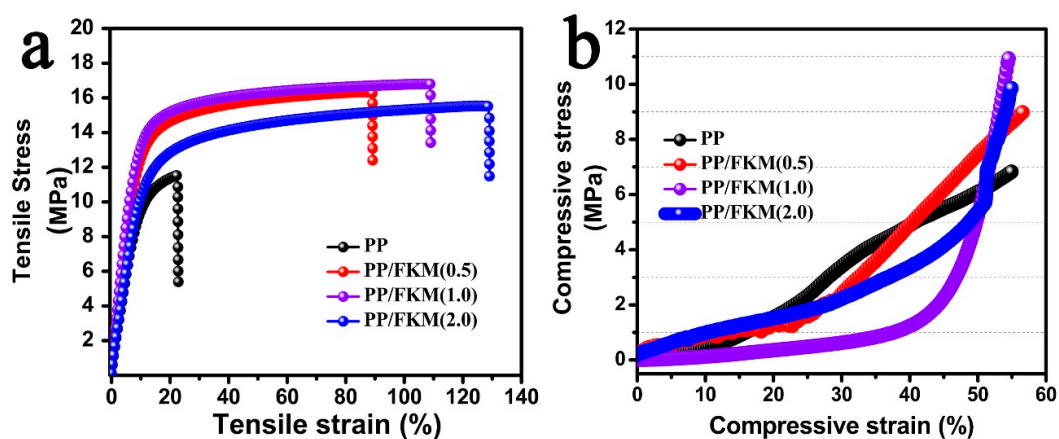 a
20
18
16
14
12
10
8
6
4
2
Tensile Stress
(MPa)
PP
PP/FKM(0.5)
PP/FKM(1.0)
PP/FKM(2.0)
0 20 40 60 80 100 120 140
Tensile strain (%)
b
12
10
8
6
4
2
0
Compressive stress
(MPa)
PP
PP/FKM(0.5)
PP/FKM(1.0)
PP/FKM(2.0)
0 10 20 30 40 50 60
Compressive strain (%)